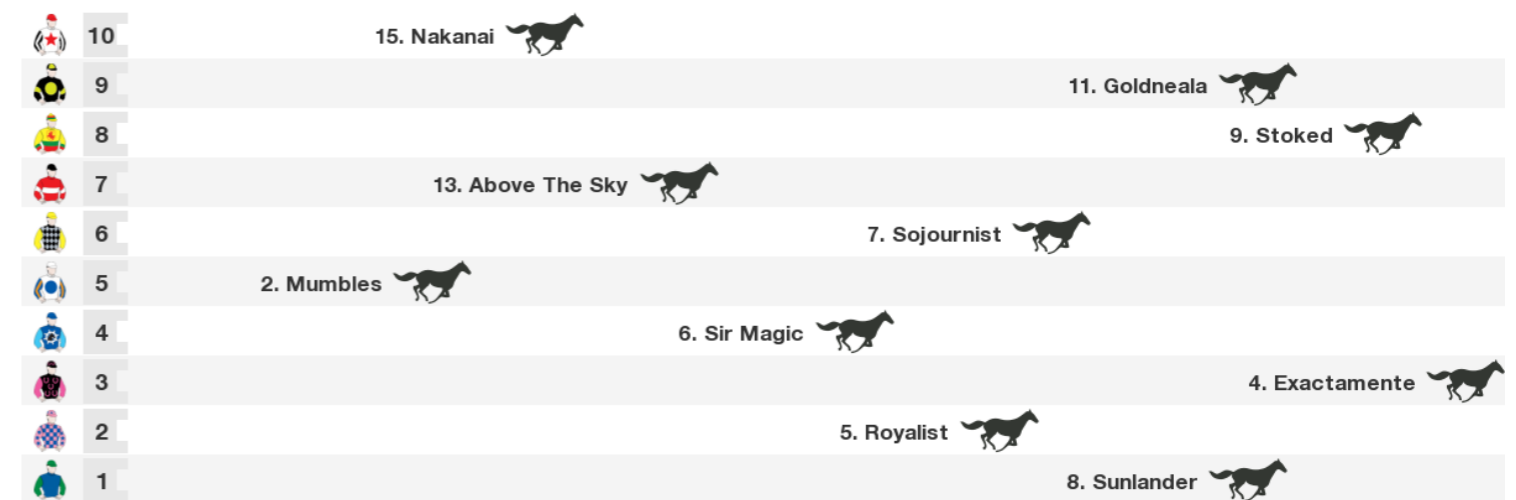 10 15. Nakanai
9 11. Goldneala
8 9. Stoked
7 13. Above The Sky
6 7. Sojournist
5 2. Mumbles
4 6. Sir Magic
3 4. Exactamente
2 5. Royalist
1 8. Sunlander